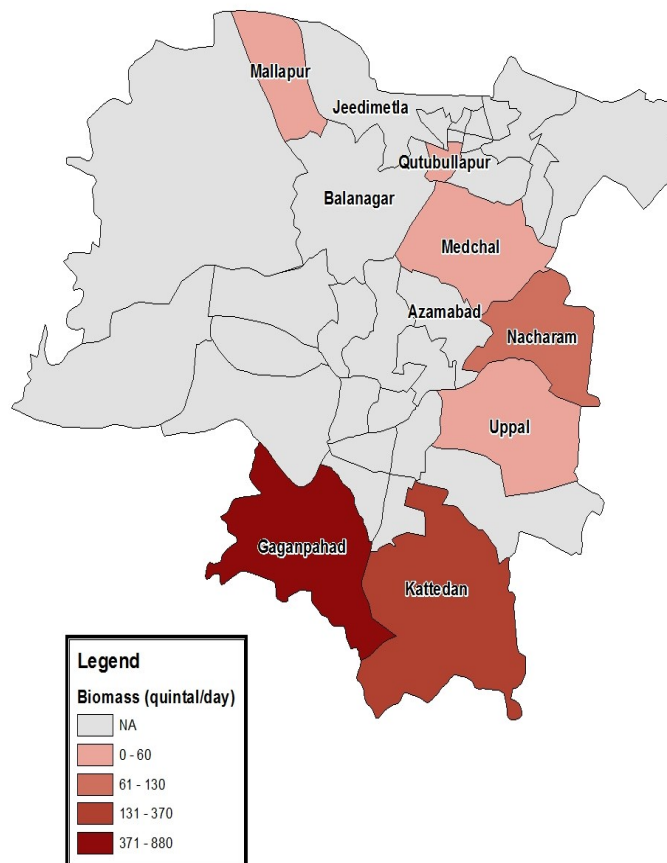 Mallapur
Jeedimetla
Qutubullapur
Balanagar
Medchal
Azamabad
Nacharam
Uppal
Gaganpahad
Kattedan
Legend
Biomass (quintal/day)
NA
0 - 60
61 - 130
131 - 370
371 - 880